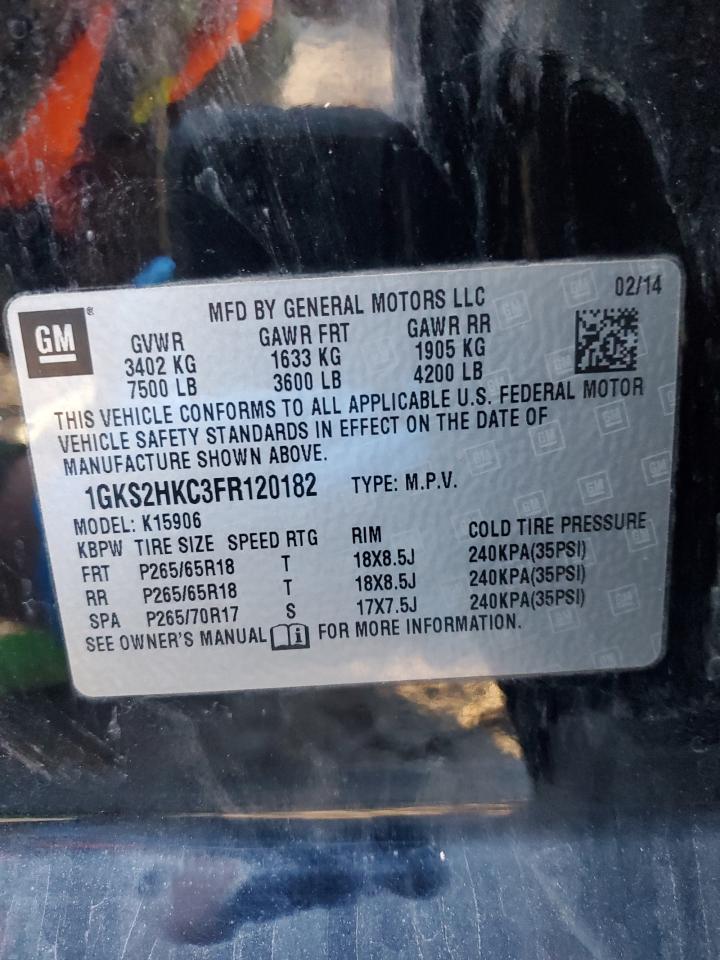 GM®
MFD BY GENERAL MOTORS LLC
02/14
GVWR GAWR FRT GAWR RR
3402 KG 1633 KG 1905 KG
7500 LB 3600 LB 4200 LB
THIS VEHICLE CONFORMS TO ALL APPLICABLE U.S. FEDERAL MOTOR
VEHICLE SAFETY STANDARDS IN EFFECT ON THE DATE OF
MANUFACTURE SHOWN ABOVE.
1GKS2HKC3FR120182 TYPE: M.P.V.
MODEL: K15906
KBPW TIRE SIZE SPEED RTG RIM COLD TIRE PRESSURE
FRT P265/65R18 T 18X8.5J 240KPA(35PSI)
RR P265/65R18 T 18X8.5J 240KPA(35PSI)
SPA P265/70R17 S 17X7.5J 240KPA(35PSI)
SEE OWNER'S MANUAL i FOR MORE INFORMATION.